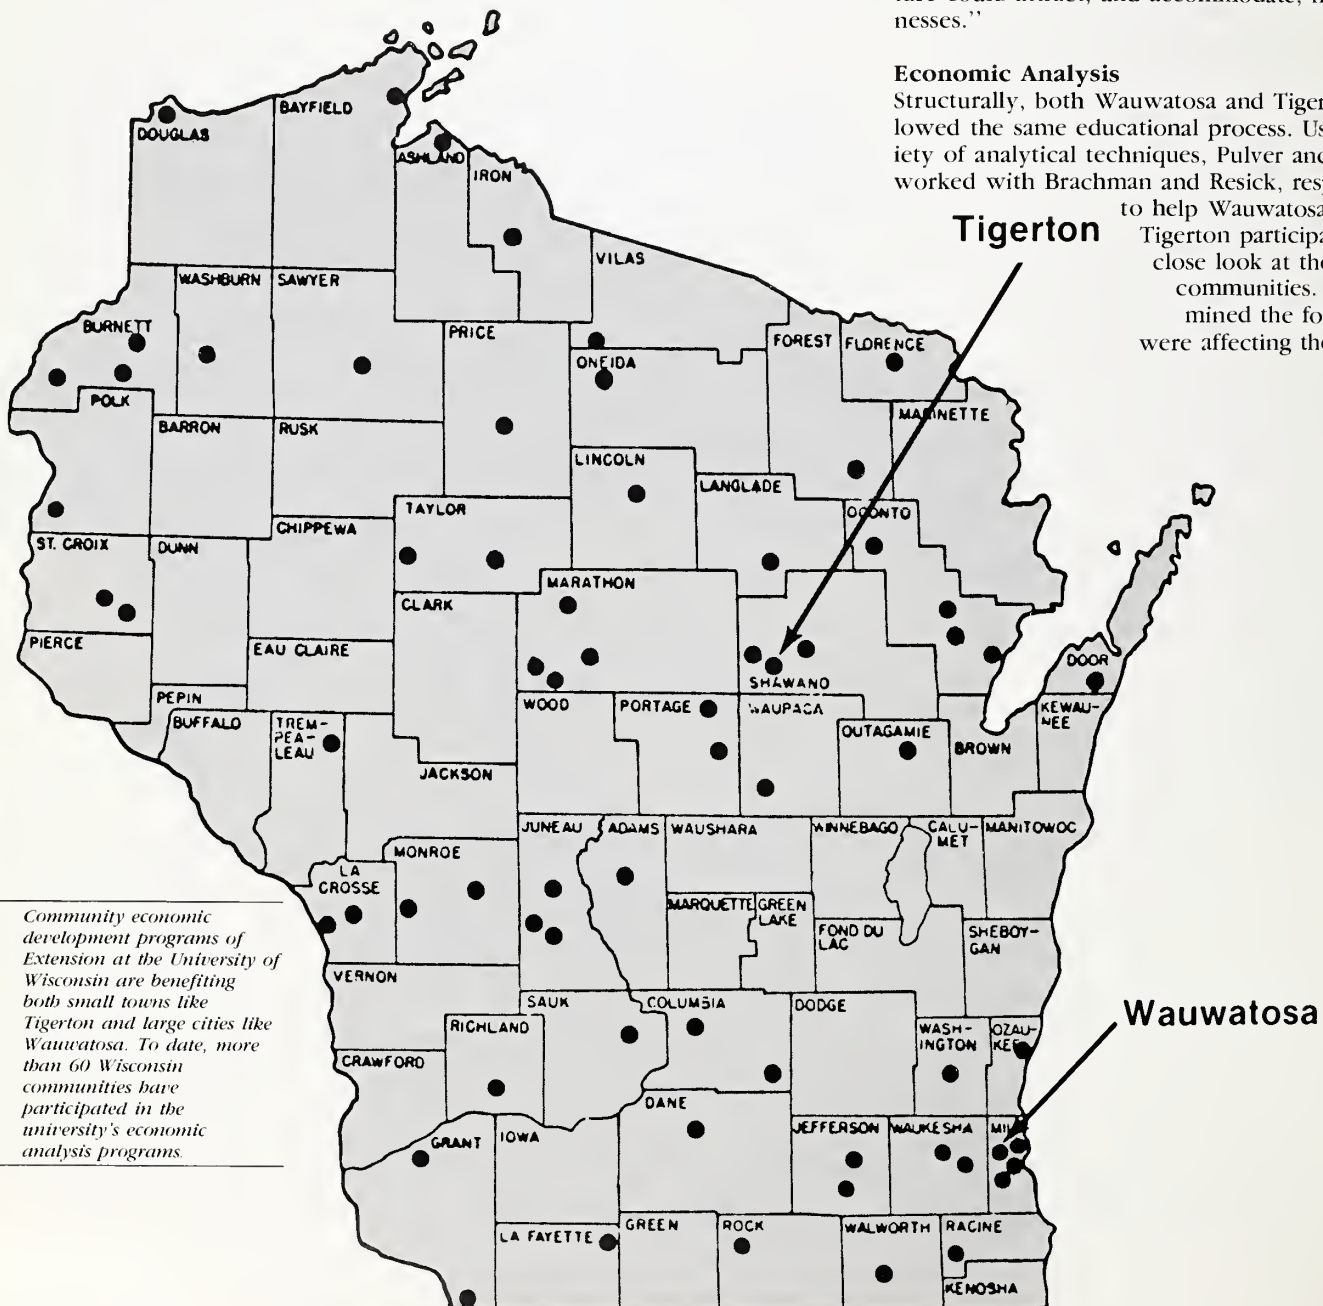 nesses.”
Economic Analysis
Structurally, both Wauwatosa and Tiger
lowed the same educational process. Us
iety of analytical techniques, Pulver and
worked with Brachman and Resick, res
to help Wauwatosa
Tigerton participa
close look at the
communities.
mined the fo
were affecting the
Tigerton
Wauwatosa
DOUGLAS
BAYFIELD
ASHLAND
IRON
VILAS
WASHBURN
SAWYER
BURNETT
PRICE
ONEIDA
FOREST
FLORENCE
MARINETTE
POLK
BARRON
RUSK
LINCOLN
LANGLADE
TAYLOR
OCONTO
CHIPPEWA
ST. CROIX
DUNN
MARATHON
CLARK
PIERCE
EAU CLAIRE
SHAWANO
DOOR
PEPIN
BUFFALO
TREM-
PEA-
LEAU
WOOD
PORTAGE
WAUPACA
OUTAGAMIE
BROWN
KEWAU-
NEE
JACKSON
JUNEAU
ADAMS
WAUSHARA
WINNEBAGO
CALU-
MET
MANITOWOC
MONROE
LA
CROSSE
MARQUETTE
GREEN
LAKE
FOND DU
LAC
SHEBOY-
GAN
VERNON
SAUK
COLUMBIA
DODGE
RICHLAND
WASH-
INGTON
OZAU-
KEE
CRAWFORD
DANE
GRANT
IOWA
JEFFERSON
WAUKESHA
MIL
LA FAYETTE
GREEN
ROCK
WALWORTH
RACINE
KENOSHA
Community economic
development programs of
Extension at the University of
Wisconsin are benefiting
both small towns like
Tigerton and large cities like
Wauwatosa. To date, more
than 60 Wisconsin
communities have
participated in the
university's economic
analysis programs.